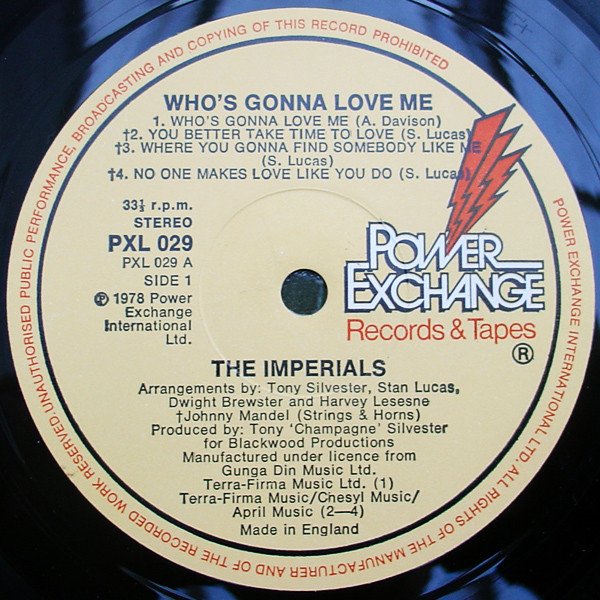 WHO'S GONNA LOVE ME
1. WHO'S GONNA LOVE ME (A. Davison)
†2. YOU BETTER TAKE TIME TO LOVE (S. Lucas)
†3. WHERE YOU GONNA FIND SOMEBODY LIKE ME
(S. Lucas)
†4. NO ONE MAKES LOVE LIKE YOU DO (S. Lucas)
33⅓ r.p.m.
STEREO
PXL 029
PXL 029 A
SIDE 1
℗ 1978 Power
Exchange
International
Ltd.
POWER
EXCHANGE
Records & Tapes
®
THE IMPERIALS
Arrangements by: Tony Silvester, Stan Lucas,
Dwight Brewster and Harvey Lesesne
†Johnny Mandel (Strings & Horns)
Produced by: Tony 'Champagne' Silvester
for Blackwood Productions
Manufactured under licence from
Gunga Din Music Ltd.
Terra-Firma Music Ltd. (1)
Terra-Firma Music/Chesyl Music/
April Music (2—4)
Made in England
POWER EXCHANGE INTERNATIONAL LTD. ALL RIGHTS OF THE MANUFACTURER AND OF THE RECORDED WORK RESERVED. UNAUTHORISED PUBLIC PERFORMANCE, BROADCASTING AND COPYING OF THIS RECORD PROHIBITED